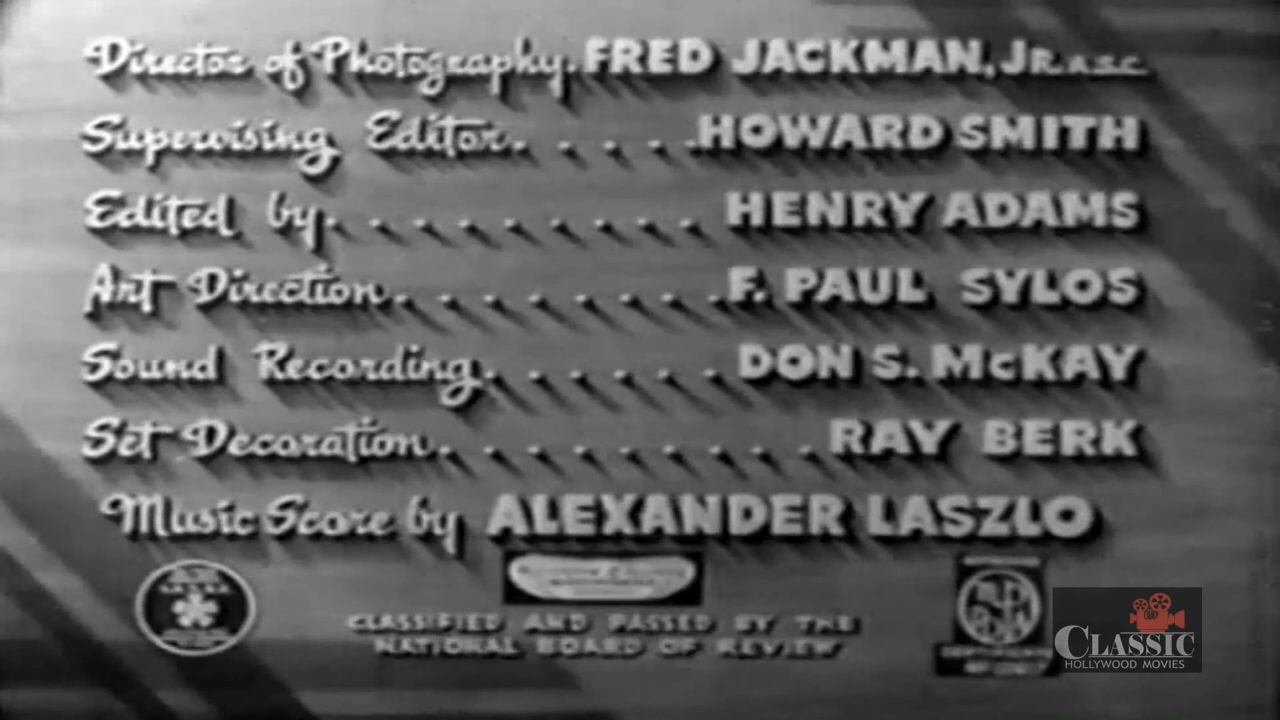 Director of Photography. FRED JACKMAN, JR. A.S.C.
Supervising Editor. . . . . HOWARD SMITH
Edited by. . . . . . . . . . HENRY ADAMS
Art Direction. . . . . . . . . F. PAUL SYLOS
Sound Recording. . . . . . DON S. McKAY
Set Decoration. . . . . . . . . RAY BERK
Music Score by ALEXANDER LASZLO
CLASSIFIED AND PASSED BY THE
NATIONAL BOARD OF REVIEW
CLASSIC
HOLLYWOOD MOVIES